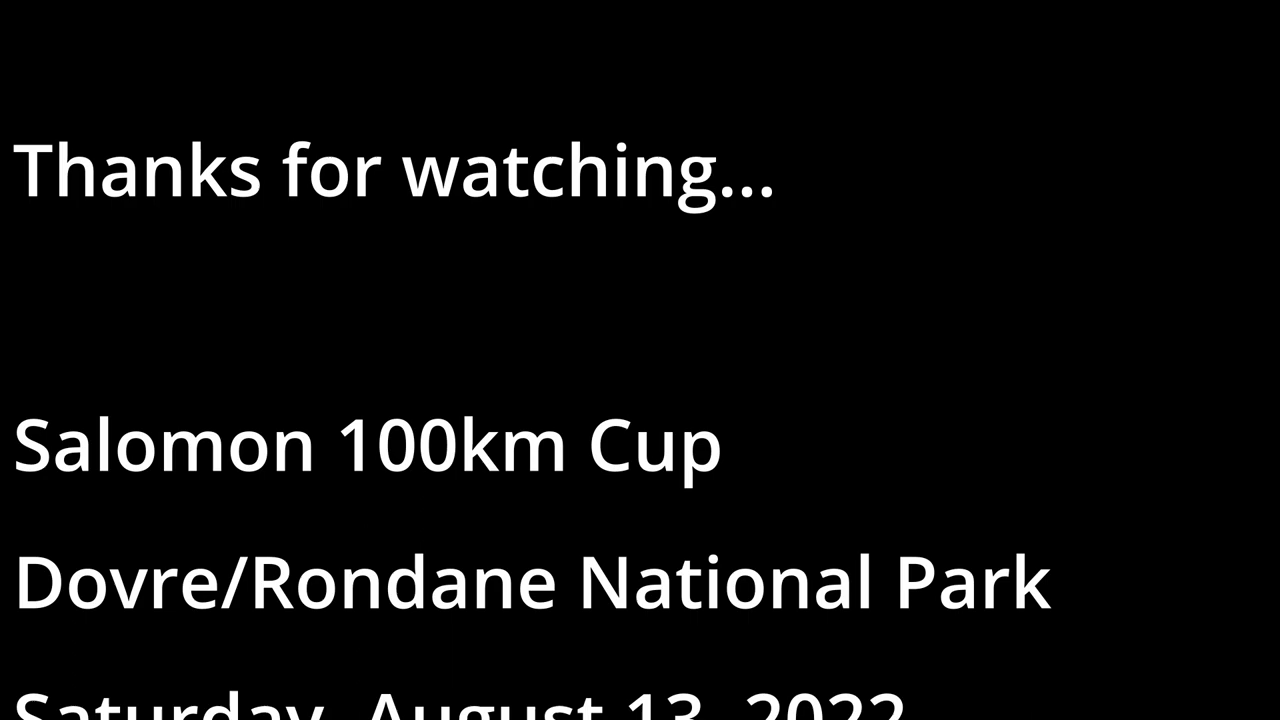 Thanks for watching...
Salomon 100km Cup
Dovre/Rondane National Park
Saturday, August 13, 2022